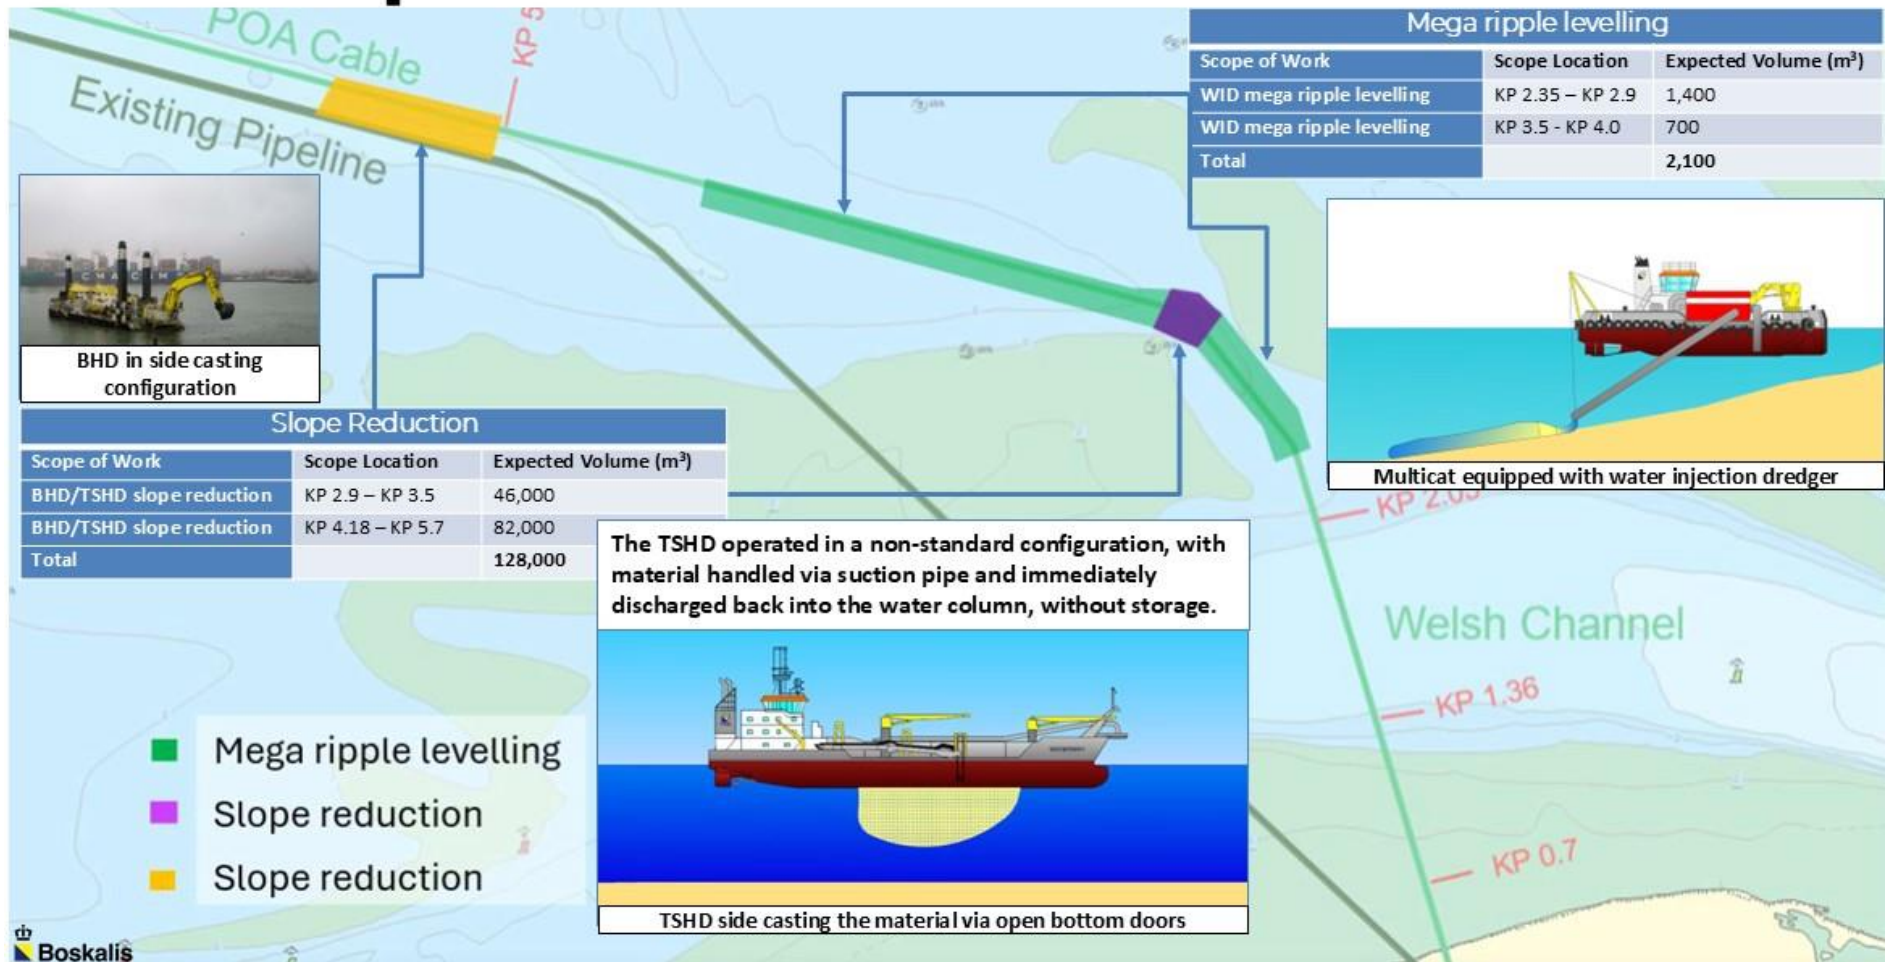 POA Cable
KP 5
Existing Pipeline
Mega ripple levelling
Scope of Work Scope Location Expected Volume (m³)
WID mega ripple levelling KP 2.35 – KP 2.9 1,400
WID mega ripple levelling KP 3.5 - KP 4.0 700
Total 2,100
BHD in side casting
configuration
Multicat equipped with water injection dredger
Slope Reduction
Scope of Work Scope Location Expected Volume (m³)
BHD/TSHD slope reduction KP 2.9 – KP 3.5 46,000
BHD/TSHD slope reduction KP 4.18 – KP 5.7 82,000
Total 128,000
The TSHD operated in a non-standard configuration, with
material handled via suction pipe and immediately
discharged back into the water column, without storage.
TSHD side casting the material via open bottom doors
KP
Welsh Channel
KP 1.36
KP 0.7
Mega ripple levelling
Slope reduction
Slope reduction
Boskalis